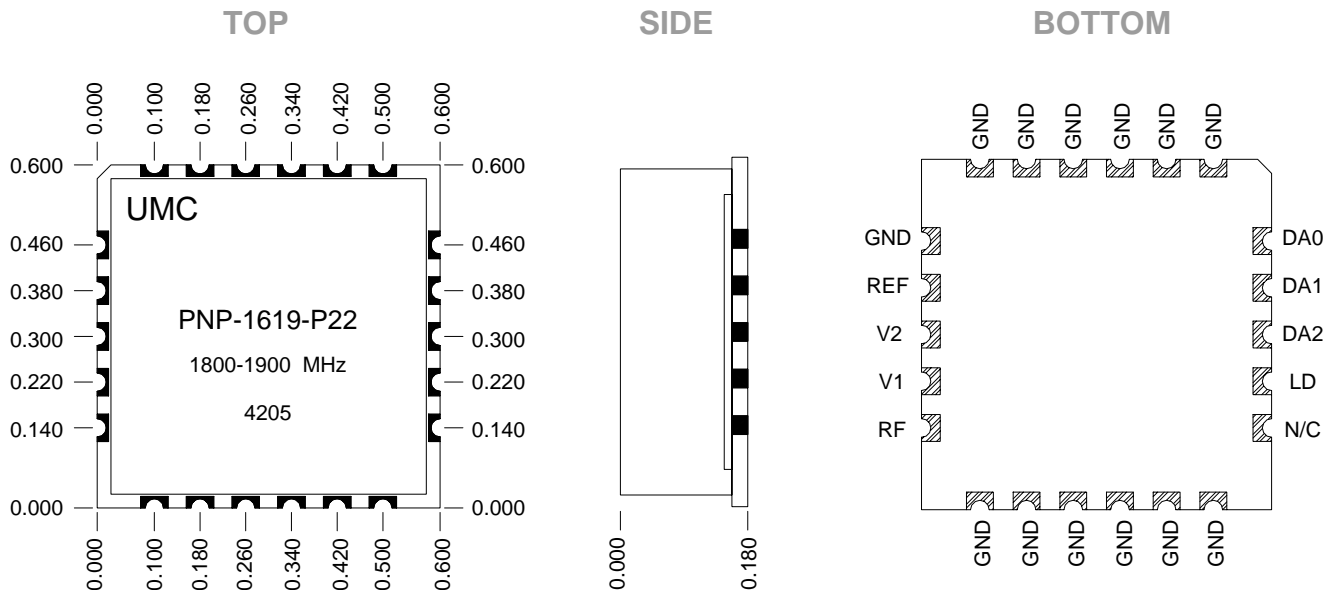 TOP
0.000
0.100
0.180
0.260
0.340
0.420
0.500
0.600
0.600
0.460
0.380
0.300
0.220
0.140
0.000
UMC
PNP-1619-P22
1800-1900 MHz
4205
0.600
0.460
0.380
0.300
0.220
0.140
0.000
0.000
0.100
0.180
0.260
0.340
0.420
0.500
0.600
SIDE
0.000
0.180
BOTTOM
GND
GND
GND
GND
GND
GND
GND
REF
V2
V1
RF
DA0
DA1
DA2
LD
N/C
GND
GND
GND
GND
GND
GND